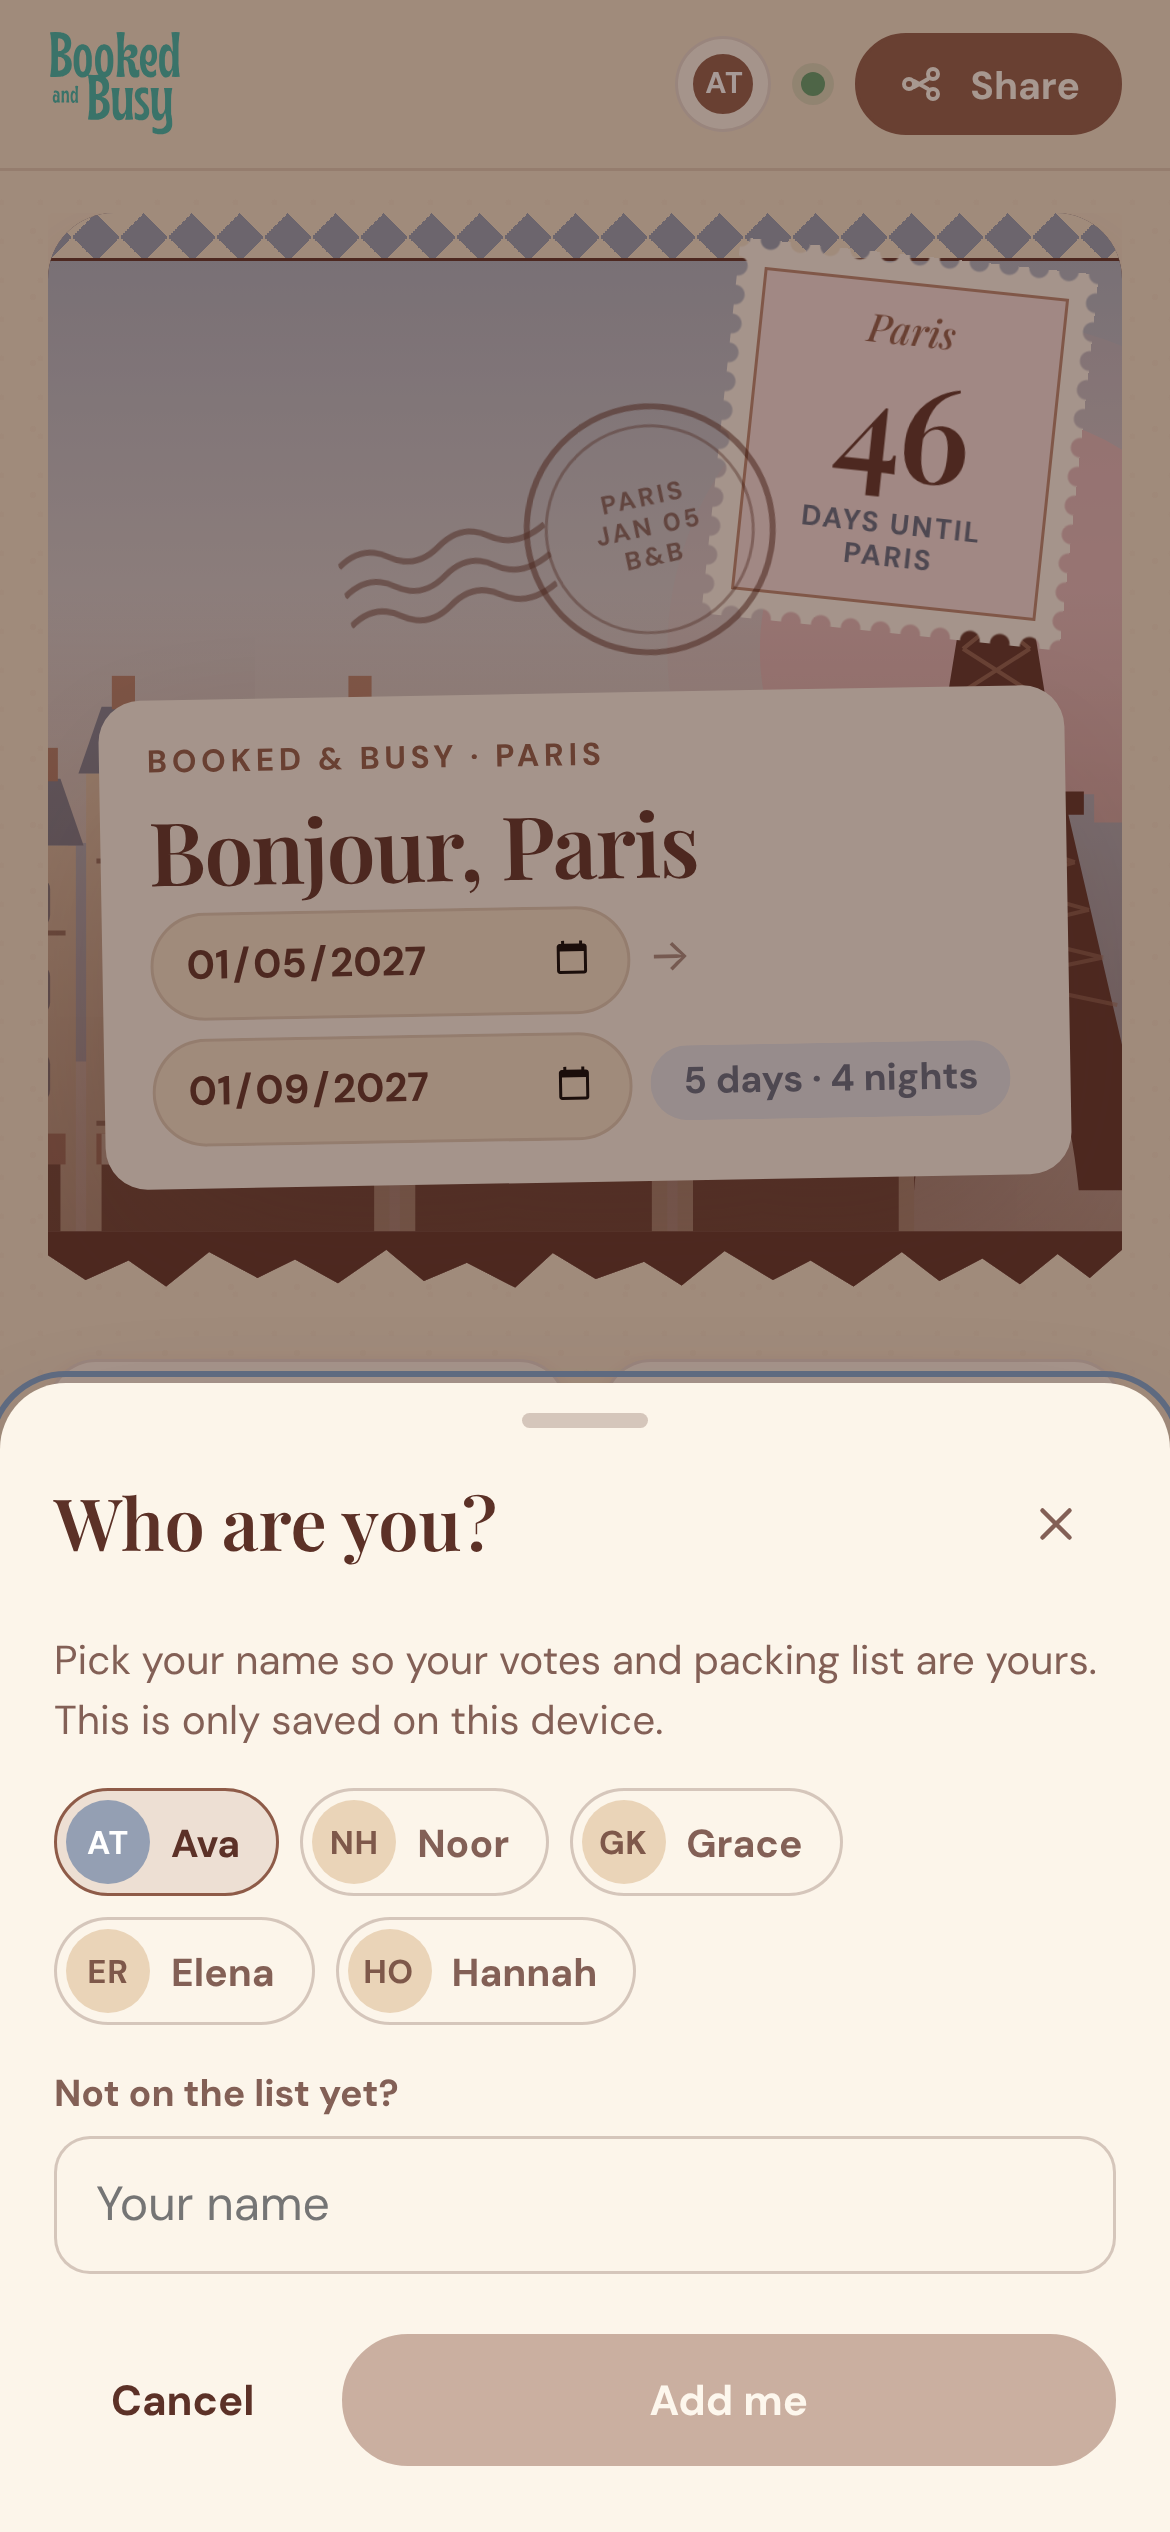 Booked
and Busy
AT
Share
Paris
46
DAYS UNTIL
PARIS
PARIS
JAN 05
B&B
BOOKED & BUSY · PARIS
Bonjour, Paris
01/05/2027
→
01/09/2027
5 days · 4 nights
Who are you?
Pick your name so your votes and packing list are yours.
This is only saved on this device.
AT Ava
NH Noor
GK Grace
ER Elena
HO Hannah
Not on the list yet?
Your name
Cancel
Add me